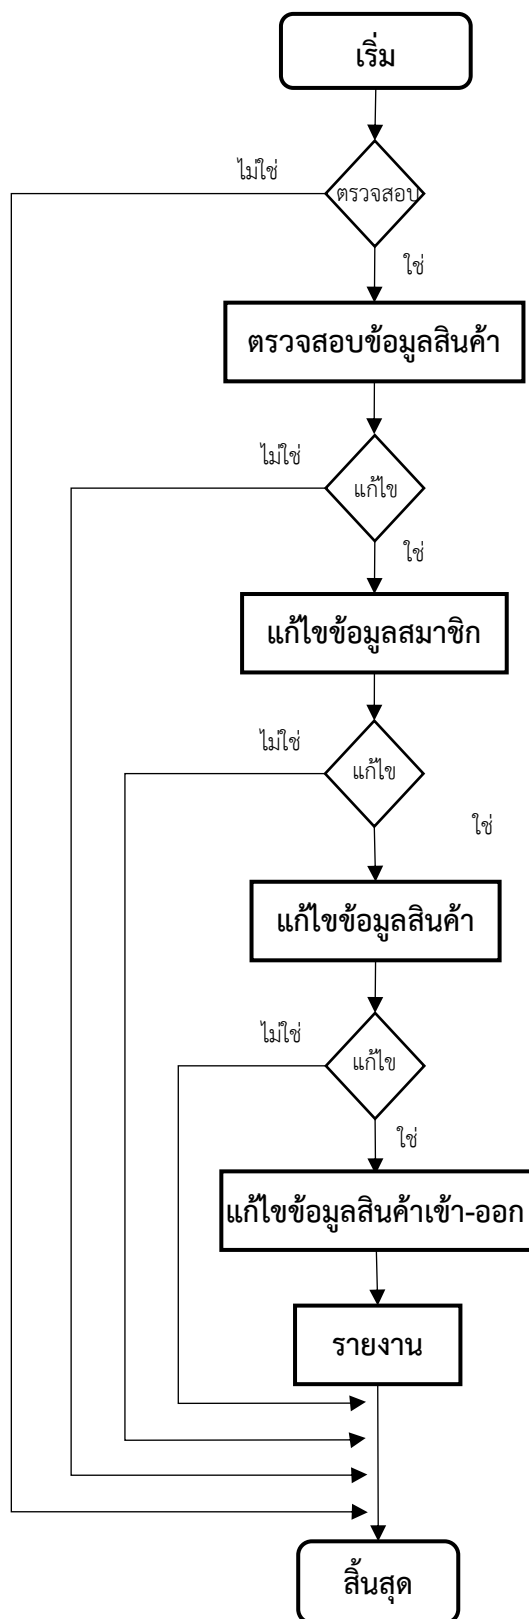 เริ่ม
ไม่ใช่
ตรวจสอบ
ใช่
ตรวจสอบข้อมูลสินค้า
ไม่ใช่
แก้ไข
ใช่
แก้ไขข้อมูลสมาชิก
ไม่ใช่
แก้ไข
ใช่
แก้ไขข้อมูลสินค้า
ไม่ใช่
แก้ไข
ใช่
แก้ไขข้อมูลสินค้าเข้า-ออก
รายงาน
สิ้นสุด